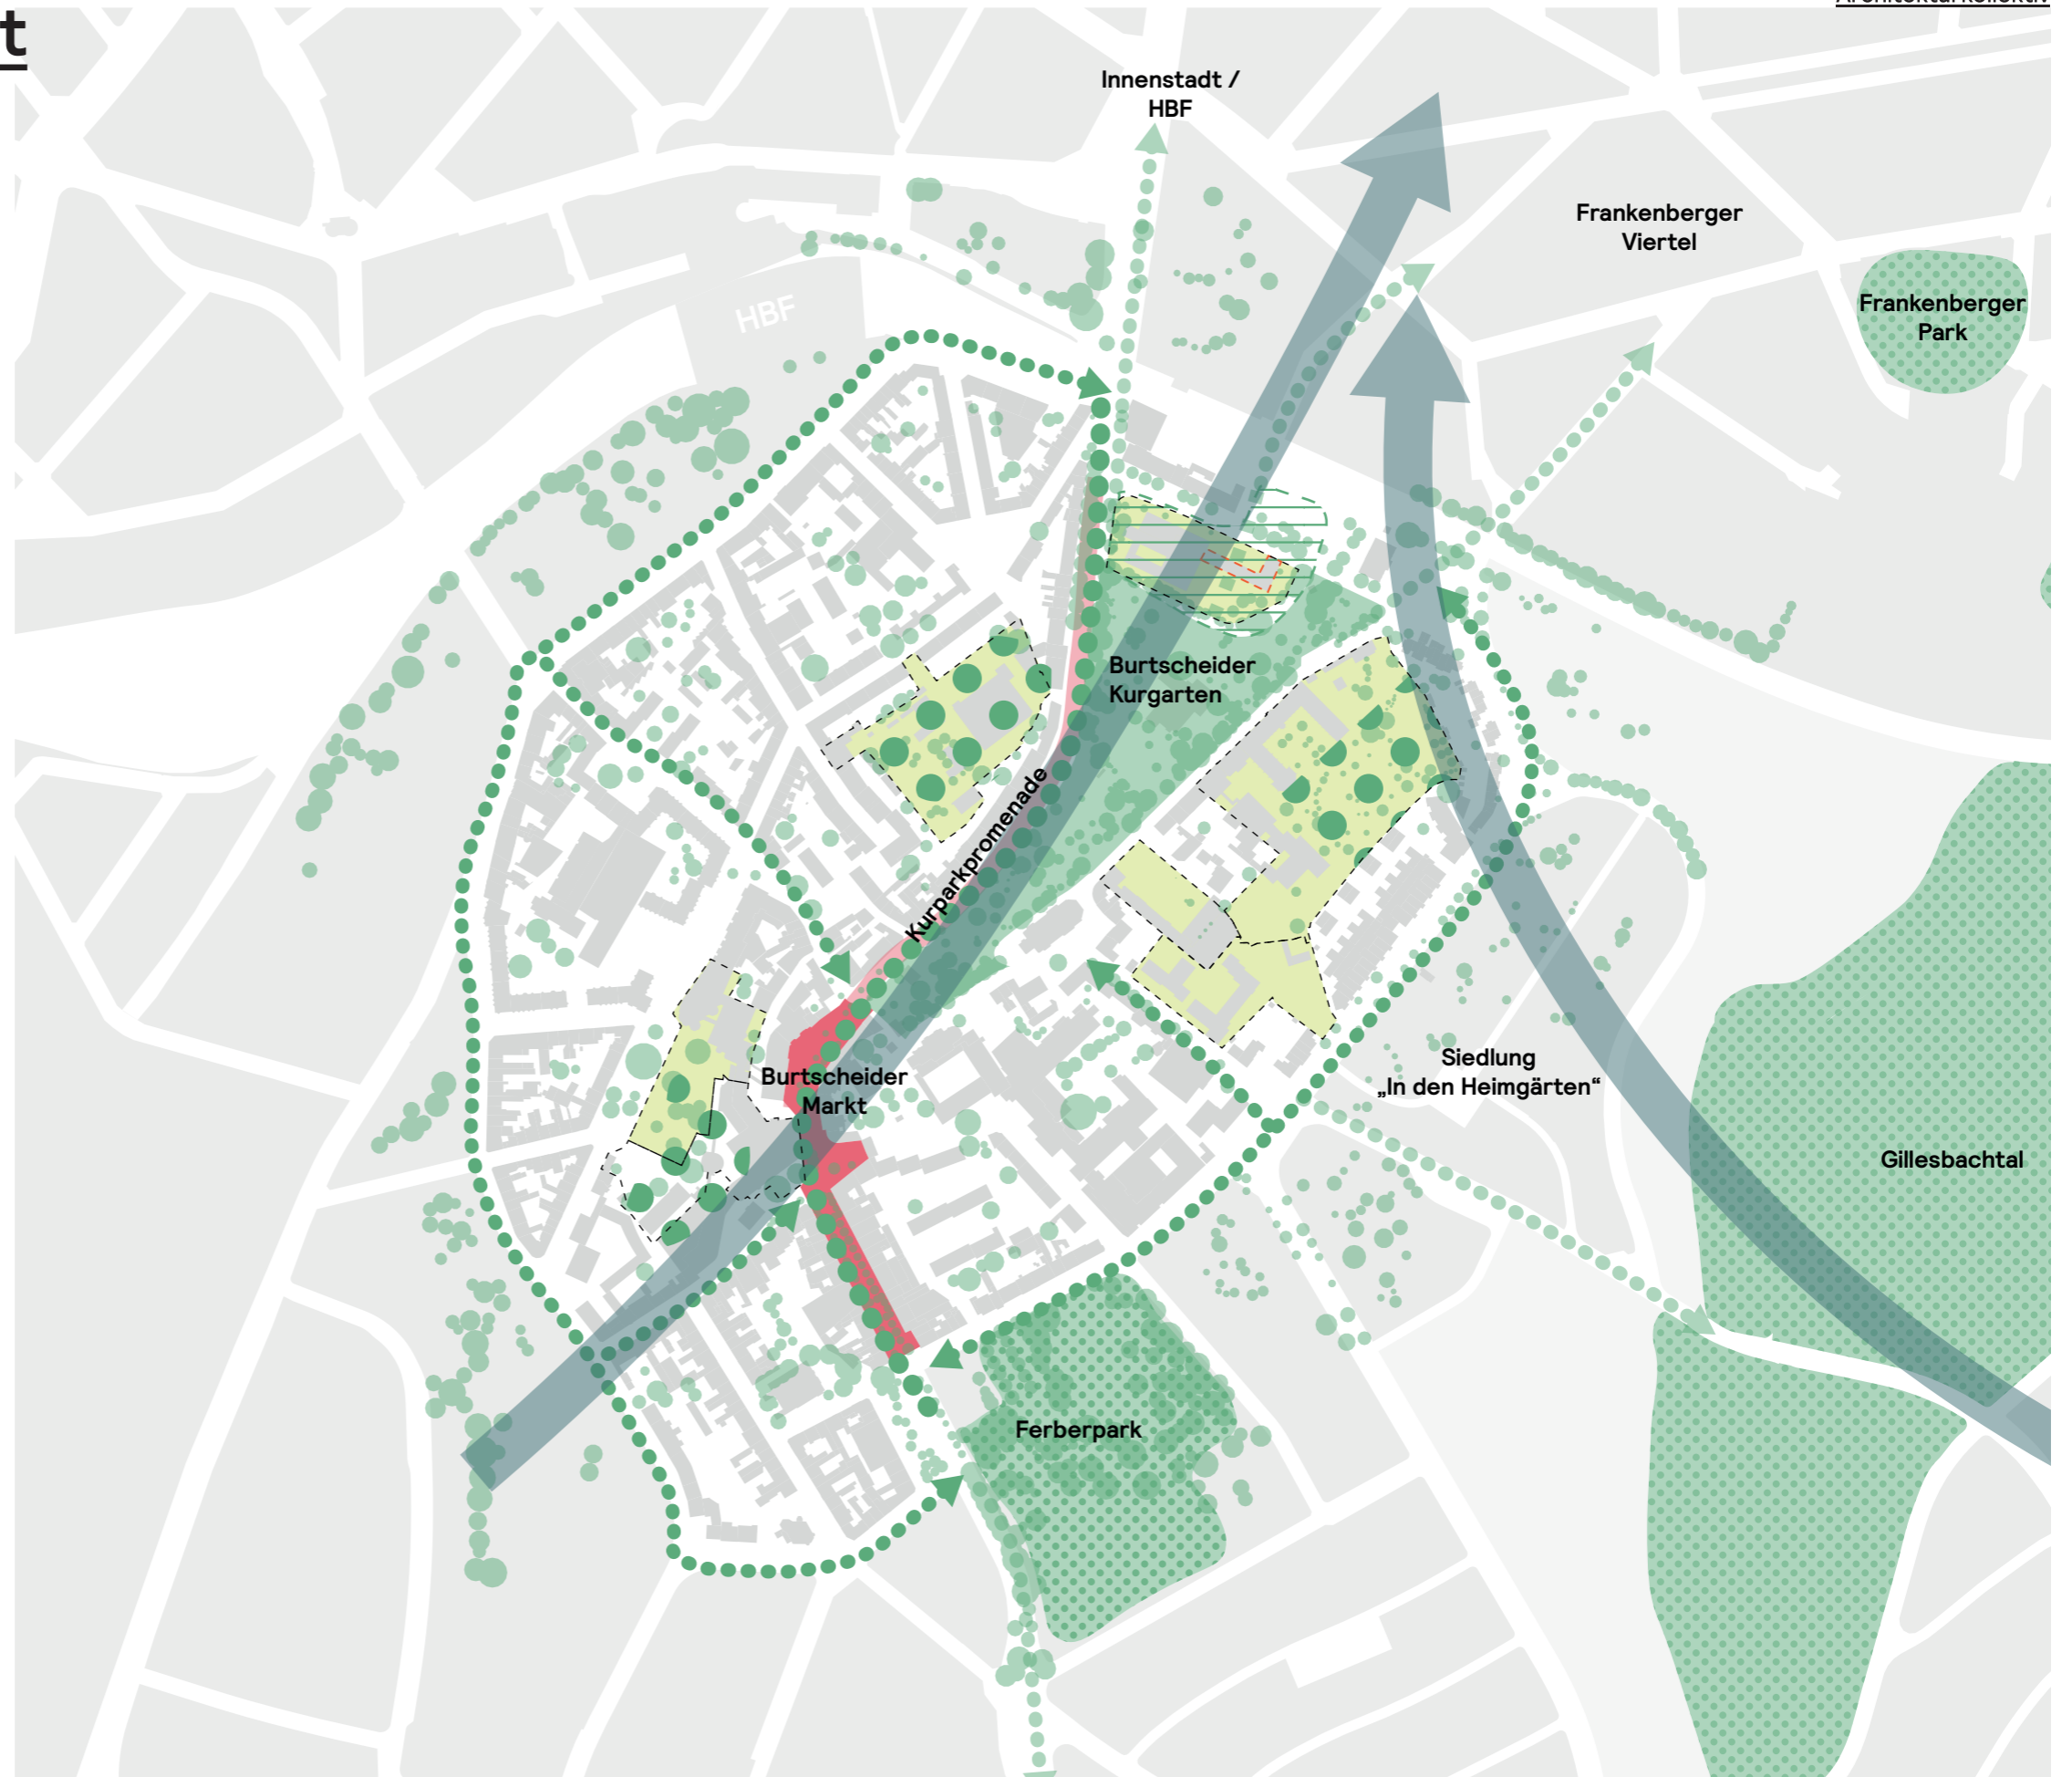 t
Innenstadt /
HBF
Frankenberger
Viertel
Frankenberger
Park
HBF
Burtscheider
Kurgarten
Kurparkpromenade
Burtscheider
Markt
Siedlung
„In den Heimgärten“
Gillesbachtal
Ferberpark